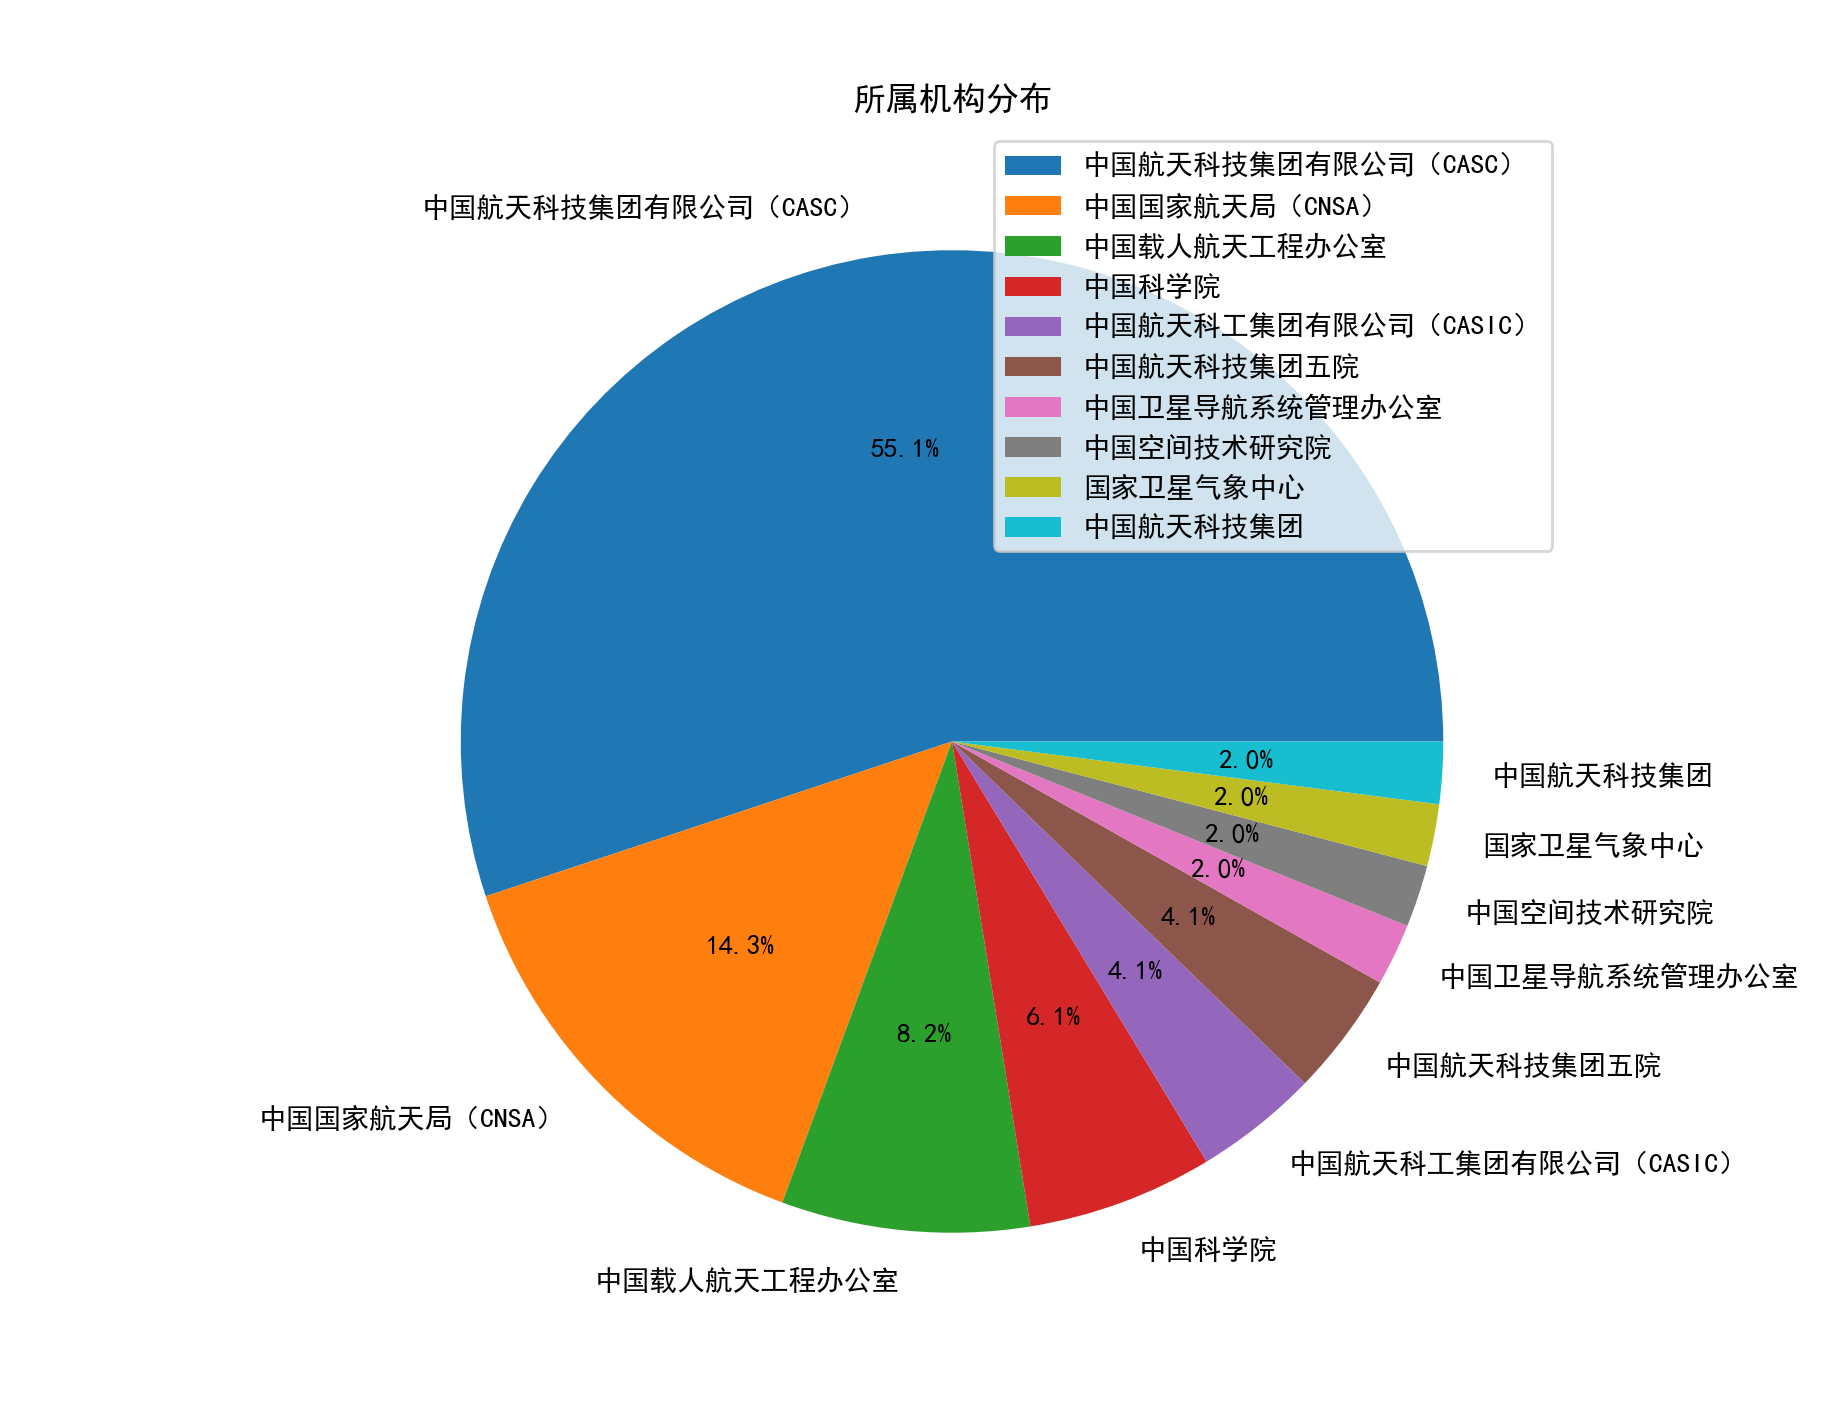 所属机构分布
中国航天科技集团有限公司（CASC）
中国国家航天局（CNSA）
中国载人航天工程办公室
中国科学院
中国航天科工集团有限公司（CASIC）
中国航天科技集团五院
中国卫星导航系统管理办公室
中国空间技术研究院
国家卫星气象中心
中国航天科技集团
中国航天科技集团有限公司（CASC）
55.1%
2.0%
中国航天科技集团
2.0%
国家卫星气象中心
2.0%
中国空间技术研究院
2.0%
中国卫星导航系统管理办公室
4.1%
中国航天科技集团五院
4.1%
中国航天科工集团有限公司（CASIC）
6.1%
中国科学院
8.2%
中国载人航天工程办公室
14.3%
中国国家航天局（CNSA）